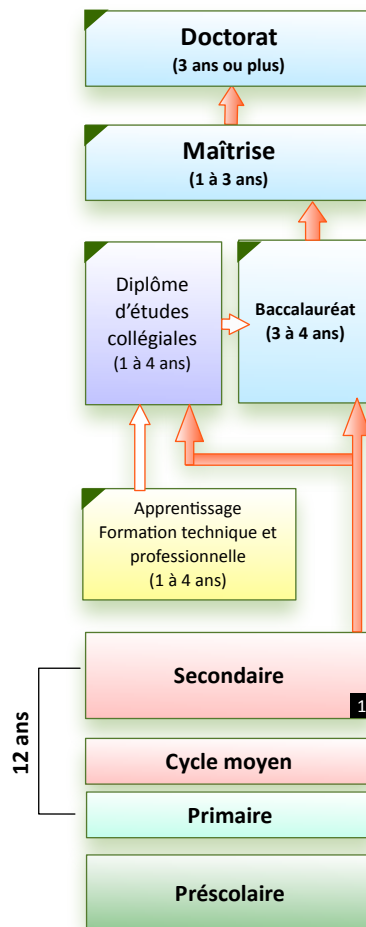 Doctorat
(3 ans ou plus)
Maîtrise
(1 à 3 ans)
Diplôme
d'études
collégiales
(1 à 4 ans)
Baccalauréat
(3 à 4 ans)
Apprentissage
Formation technique et
professionnelle
(1 à 4 ans)
Secondaire
1
12 ans
Cycle moyen
Primaire
Préscolaire